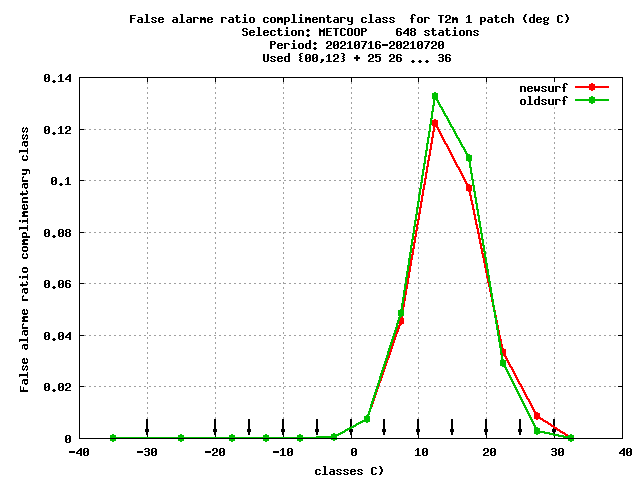 False alarme ratio complimentary class  for T2m 1 patch (deg C)
Selection: METCOOP    648 stations
Period: 20210716-20210720
Used {00,12} + 25 26 ... 36
newsurf
oldsurf
False alarme ratio complimentary class
0.14
0.12
0.1
0.08
0.06
0.04
0.02
0
-40 -30 -20 -10 0 10 20 30 40
classes C)